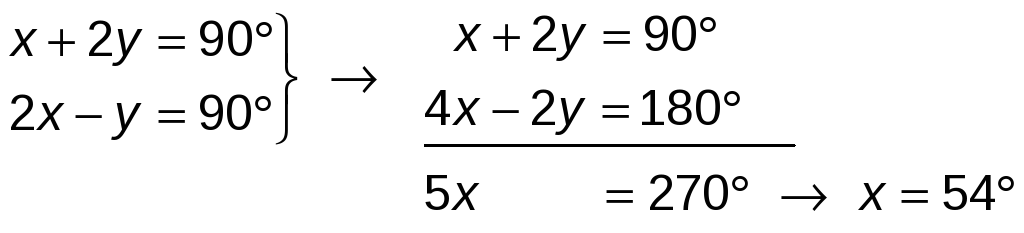 x + 2y = 90°
2x − y = 90°
→
x + 2y = 90°
4x − 2y = 180°
5x = 270° → x = 54°